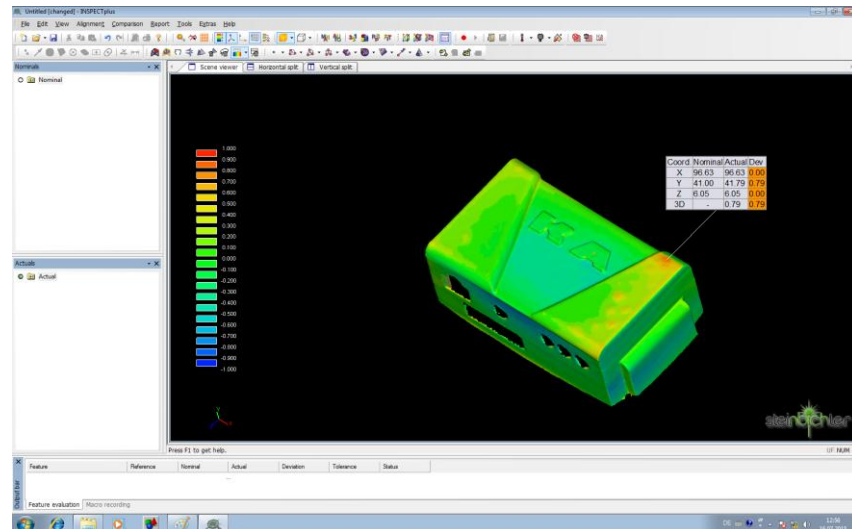 Untitled [changed] - INSPECTplus
File Edit View Alignment Comparison Report Tools Extras Help
Nominals
Nominal
Scene viewer Horizontal split Vertical split
1.000
0.900
0.800
0.700
0.600
0.500
0.400
0.300
0.200
0.100
0.000
-0.100
-0.200
-0.300
-0.400
-0.500
-0.600
-0.700
-0.800
-0.900
-1.000
Coord Nominal Actual Dev
X 96.63 96.63 0.00
Y 41.00 41.79 0.79
Z 6.05 6.05 0.00
3D - 0.79 0.79
KA
Actuals
Actual
steinbichler
Press F1 to get help.
NUM
Feature Reference Nominal Actual Deviation Tolerance Status
Output bar
Feature evaluation Macro recording
DE
12:56